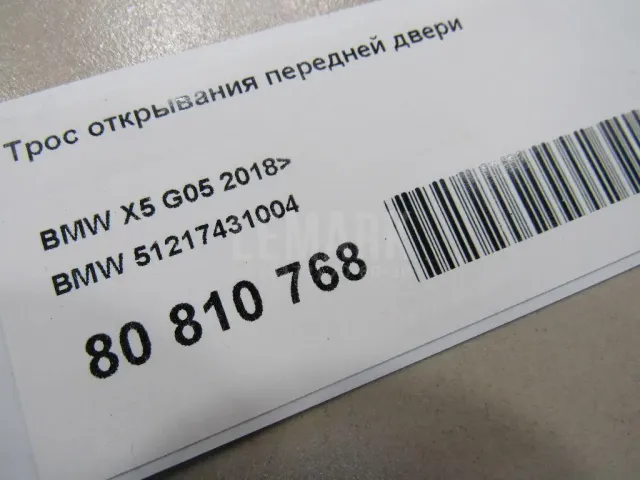 Трос открывания передней двери
BMW X5 G05 2018>
BMW 51217431004
80 810 768